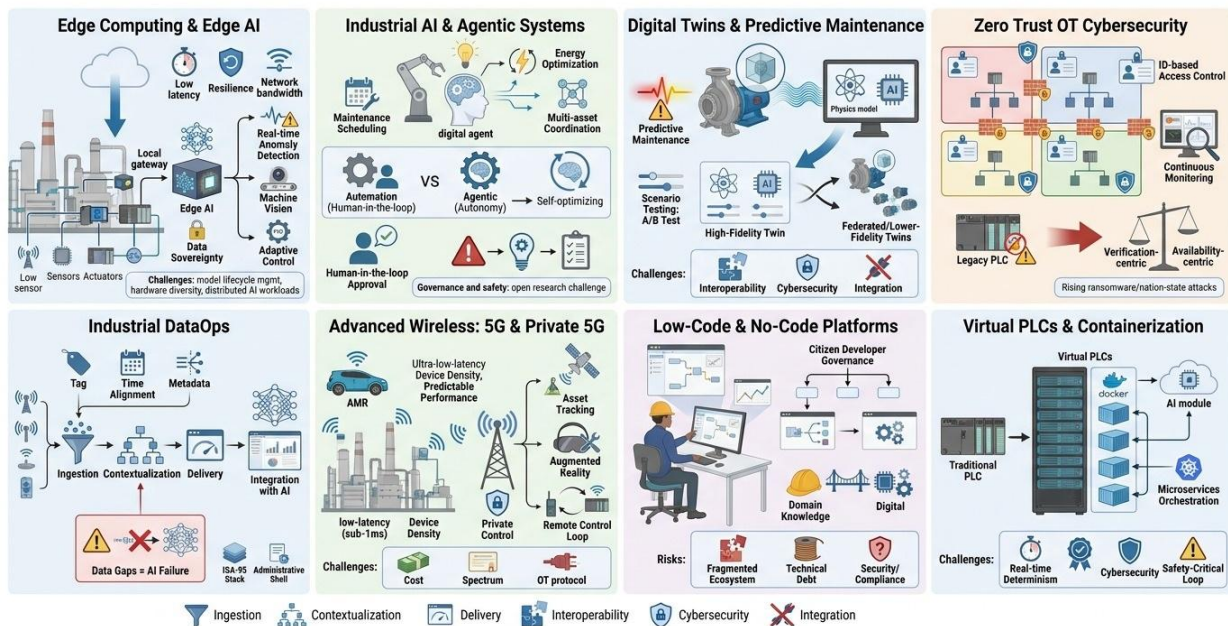 Edge Computing & Edge AI
Low
latency
Resilience
Network
bandwidth
Local
gateway
Edge AI
Real-time
Anomsly
Detection
Machine
Vision
Data
Sovereignty
PIO
Adaptive
Control
Low
sensor
Sensors
Actuators
Challenges: model lifecycle mgmt,
hardware diversity, distributed AI workloads
Industrial AI & Agentic Systems
Maintenance
Scheduling
digital agent
Energy
Optimization
Multi-asset
Coordination
Automation
(Human-in-the-loop)
VS
Agentic
(Autonomy)
Self-optimizing
Human-in-the-loop
Approval
Governance and safety: open research challenge
Digital Twins & Predictive Maintenance
Predictive
Maintenance
Physics model
AI
Scenario
Testing:
A/B Test
AI
High-Fidelity Twin
Federated/Lower-
Fidelity Twins
Challenges:
Interoperability
Cybersecurity
Integration
Zero Trust OT Cybersecurity
ID-based
Access Control
Continuous
Monitoring
Legacy PLC
Verification-
centric
Availability-
centric
Rising ransomware/nation-state attacks
Industrial DataOps
Tag
Time
Alignment
Metadata
Ingestion
Contextualization
Delivery
Integration
with AI
Data Gaps = AI Failure
ISA-95
Stack
Administrative
Shell
Advanced Wireless: 5G & Private 5G
AMR
Ultra-low-latency
Device Density,
Predictable
Performance
Asset
Tracking
Augmented
Reality
low-latency
(sub-1ms)
Device
Density
Private
Control
Remote Control
Loop
Challenges:
Cost
Spectrum
OT protocol
Low-Code & No-Code Platforms
Citizen Developer
Governance
Domain
Knowledge
Digital
Risks:
Fragmented
Ecosystem
Technical
Debt
Security/
Compliance
Virtual PLCs & Containerization
Virtual PLCs
docker
AI module
Traditional
PLC
Microservices
Orchestration
Challenges:
Real-time
Determinism
Cybersecurity
Safety-Critical
Loop
Ingestion
Contextualization
Delivery
Interoperability
Cybersecurity
Integration